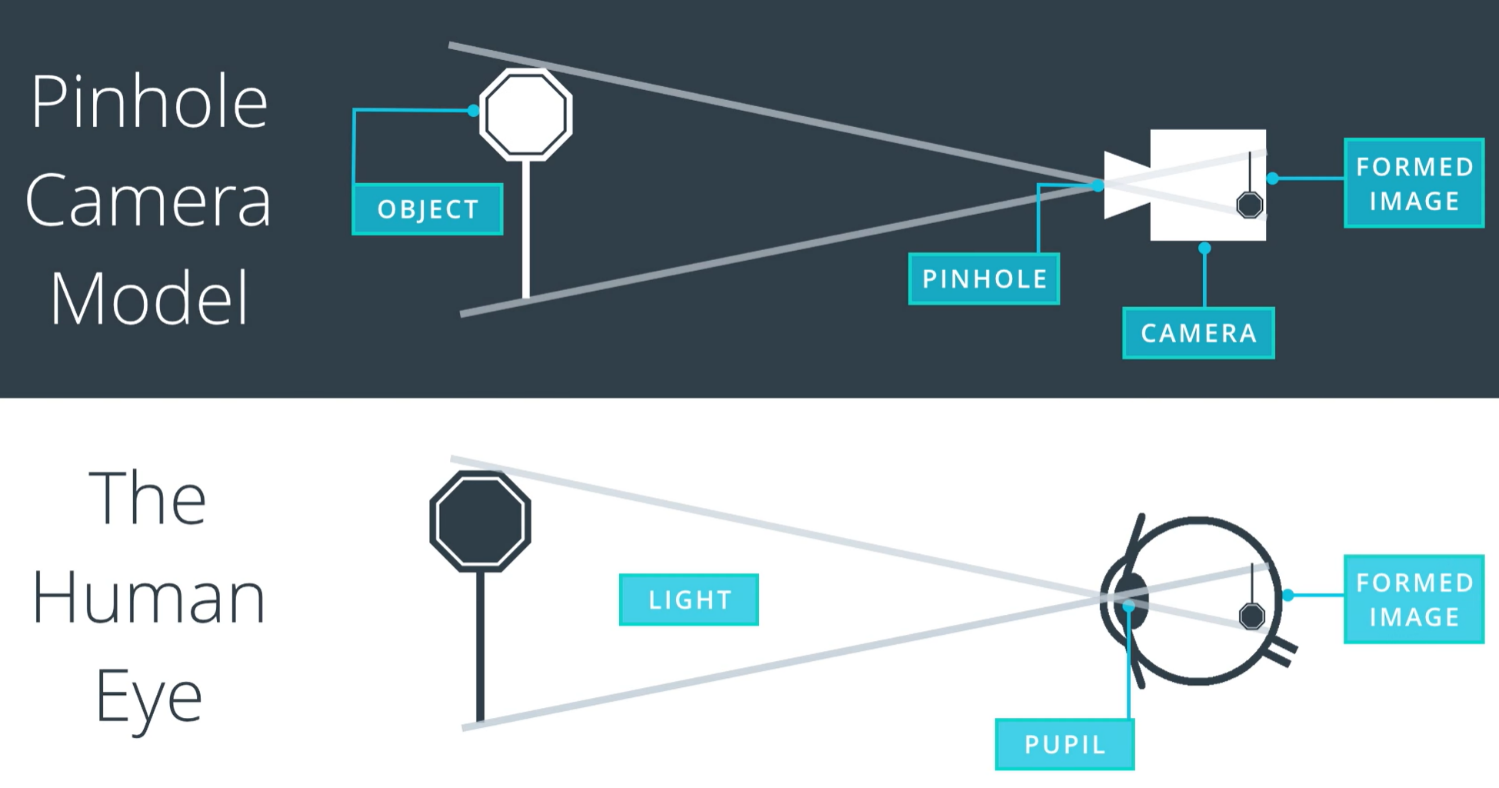 Pinhole
Camera
Model
OBJECT
PINHOLE
CAMERA
FORMED
IMAGE
The
Human
Eye
LIGHT
PUPIL
FORMED
IMAGE